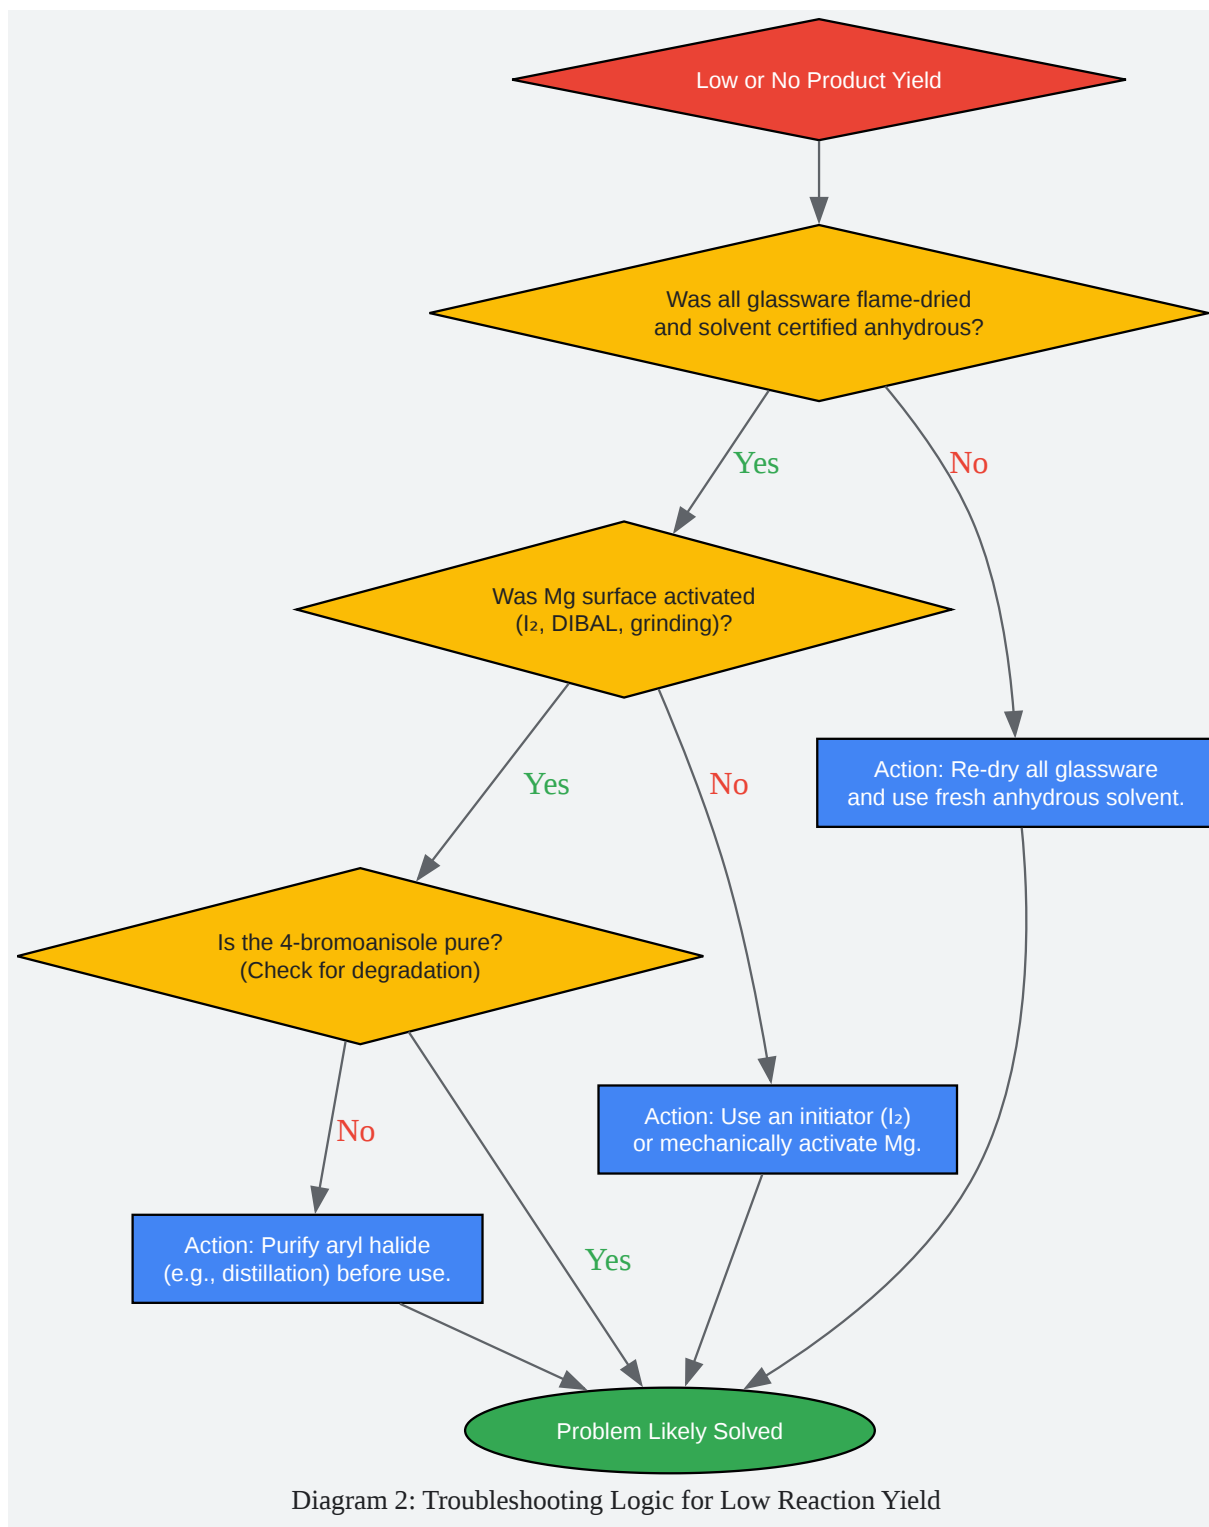 Low or No Product Yield
Was all glassware flame-dried
and solvent certified anhydrous?
Yes
No
Was Mg surface activated
(I₂, DIBAL, grinding)?
Yes
No
Action: Re-dry all glassware
and use fresh anhydrous solvent.
Is the 4-bromoanisole pure?
(Check for degradation)
No
Yes
Action: Use an initiator (I₂)
or mechanically activate Mg.
Action: Purify aryl halide
(e.g., distillation) before use.
Problem Likely Solved
Diagram 2: Troubleshooting Logic for Low Reaction Yield